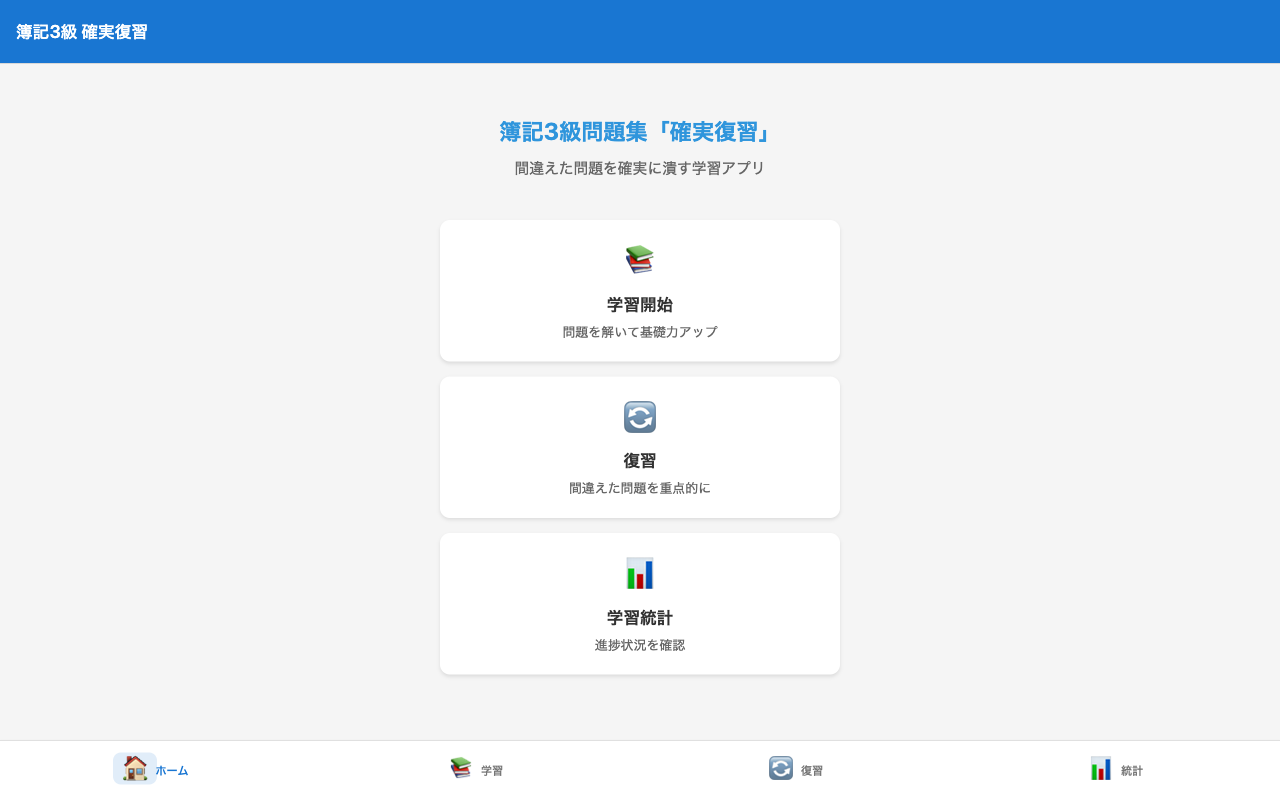 簿記3級 確実復習
簿記3級問題集「確実復習」
間違えた問題を確実に潰す学習アプリ
学習開始
問題を解いて基礎力アップ
復習
間違えた問題を重点的に
学習統計
進捗状況を確認
ホーム
学習
復習
統計